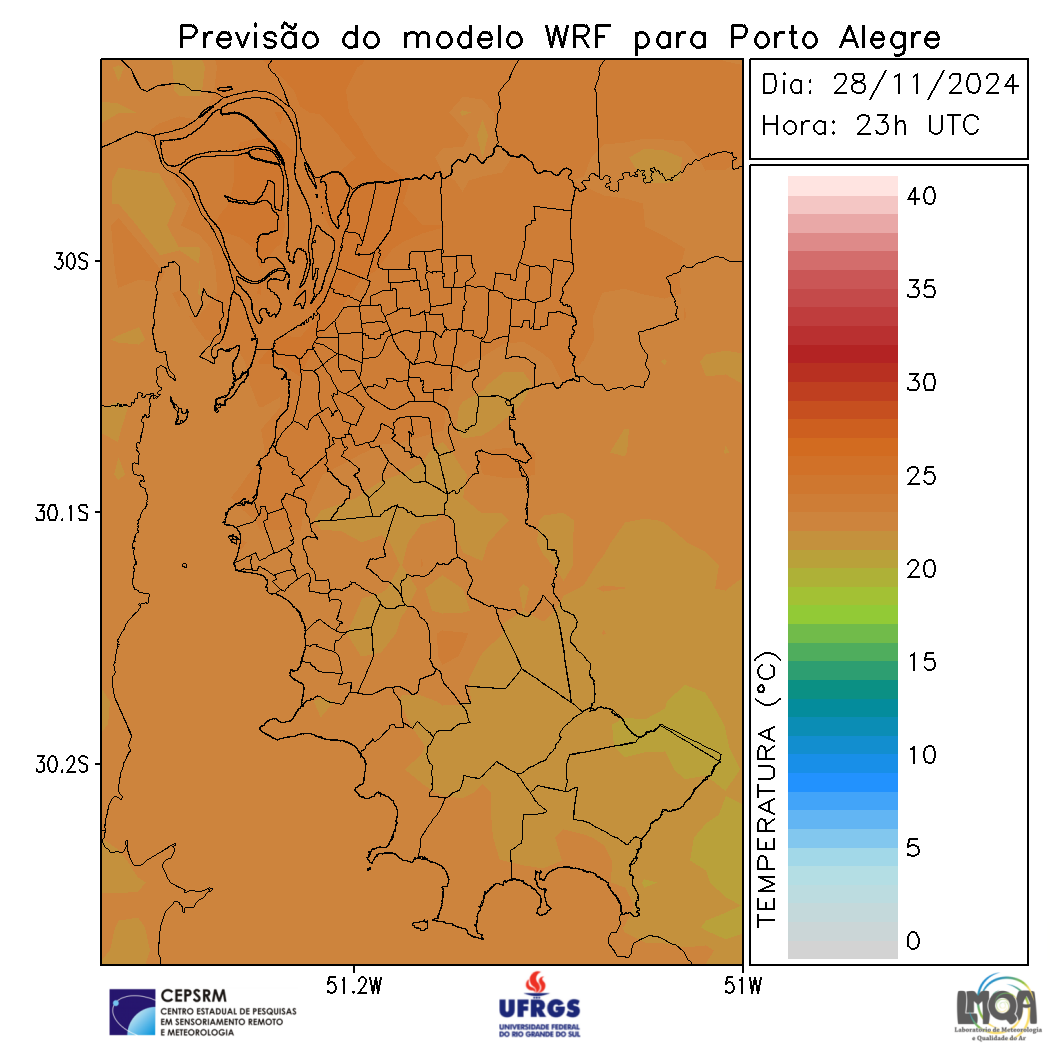 Previsão do modelo WRF para Porto Alegre
Dia: 28/11/2024
Hora: 23h UTC
40
35
30
25
20
15
10
5
0
TEMPERATURA (°C)
30S
30.1S
30.2S
51.2W
51W
CEPSRM
CENTRO ESTADUAL DE PESQUISAS
EM SENSORIAMENTO REMOTO
E METEOROLOGIA
UFRGS
UNIVERSIDADE FEDERAL
DO RIO GRANDE DO SUL
LMQA
Laboratório de Meteorologia
e Qualidade do Ar